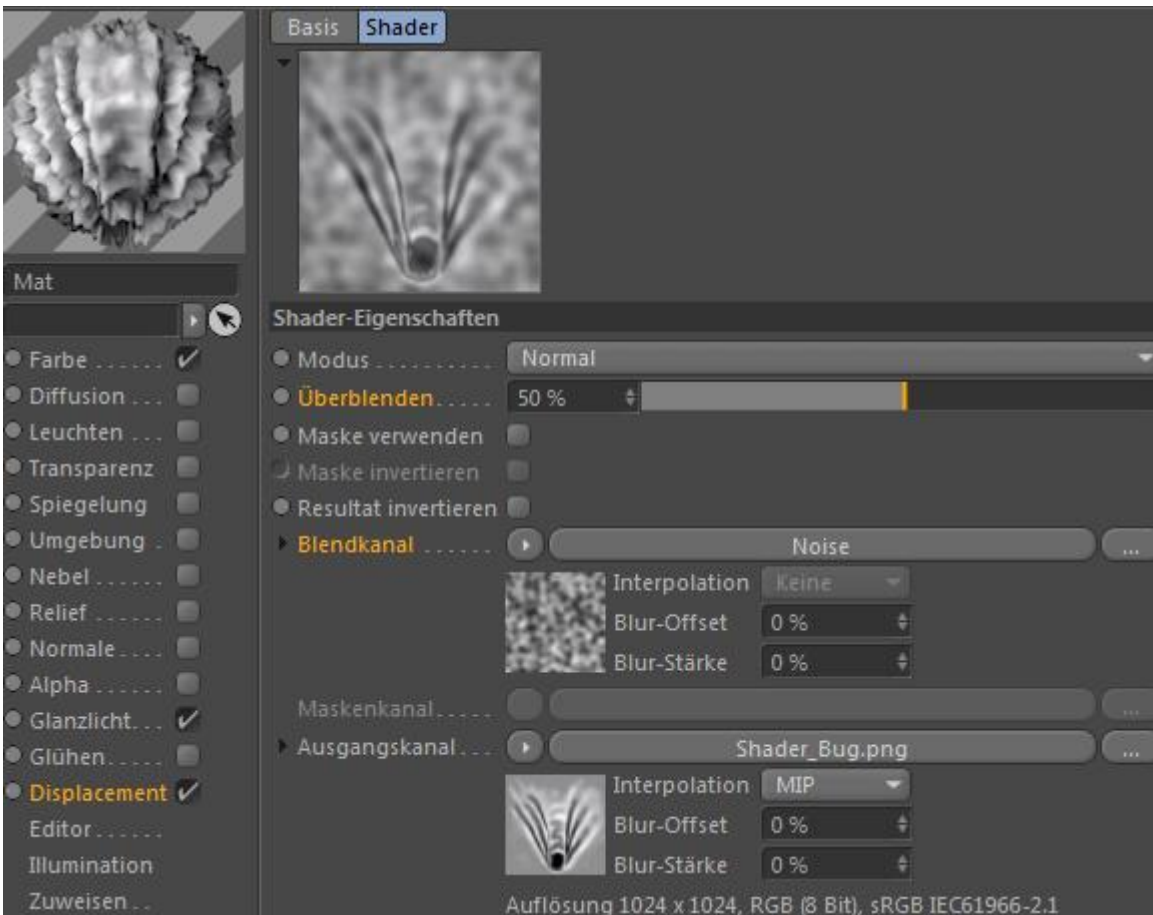 Basis Shader
Mat
Shader-Eigenschaften
Farbe ...... Modus .......... Normal
Diffusion ... Überblenden ..... 50 %
Leuchten ... Maske verwenden
Transparenz Maske invertieren
Spiegelung Resultat invertieren
Umgebung . Blendkanal ...... Noise ...
Nebel ...... Interpolation Keine
Relief ...... Blur-Offset 0 %
Normale .... Blur-Stärke 0 %
Alpha ......
Maskenkanal ..... ...
Glanzlicht. . .
Ausgangskanal . . . Shader_Bug.png ...
Glühen.....
Displacement Interpolation MIP
Editor ...... Blur-Offset 0 %
Illumination Blur-Stärke 0 %
Zuweisen . . Auflösung 1024 x 1024, RGB (8 Bit), sRGB IEC61966-2.1